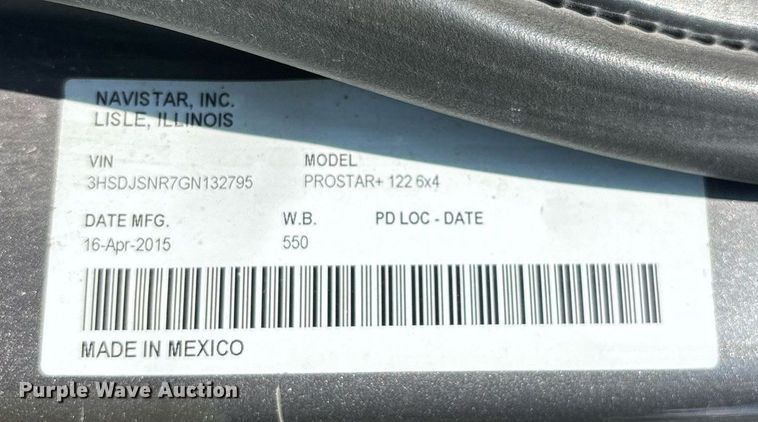 NAVISTAR, INC.
LISLE, ILLINOIS
VIN MODEL
3HSDJSNR7GN132795 PROSTAR+ 122 6x4
DATE MFG. W.B. PD LOC - DATE
16-Apr-2015 550
MADE IN MEXICO
Purple Wave Auction